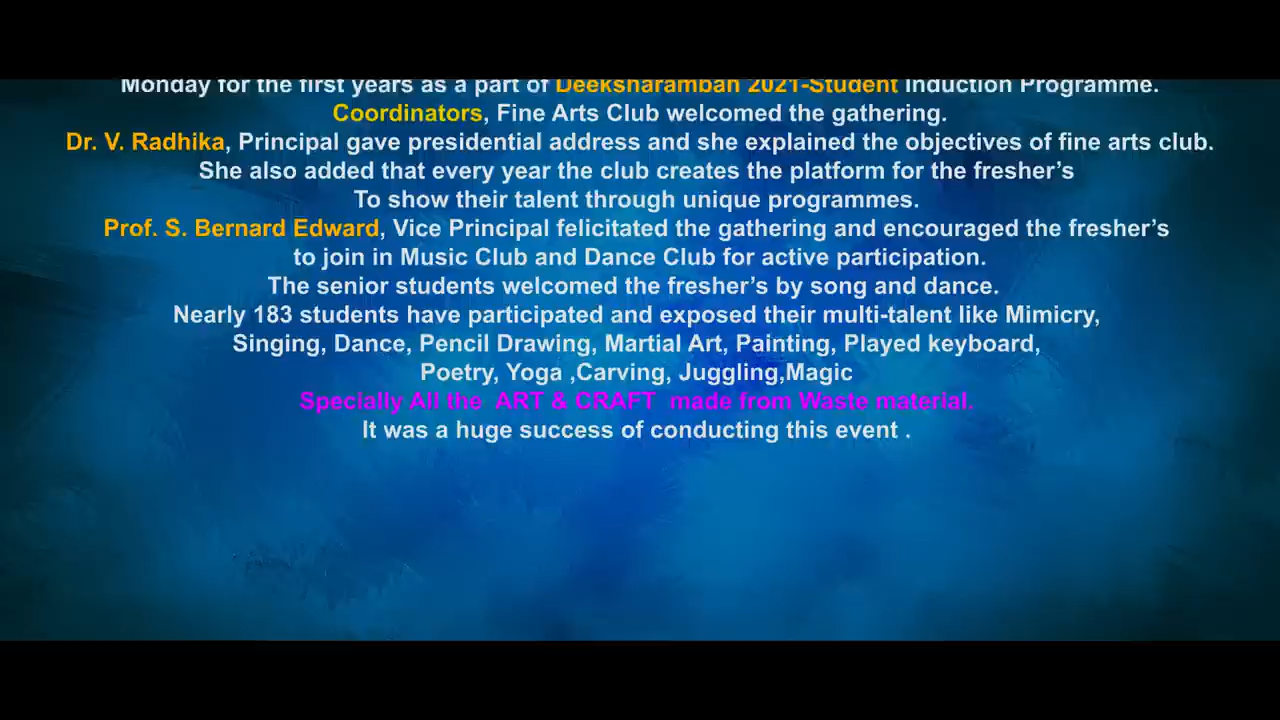 Monday for the first years as a part of Deeksharambah 2021-Student Induction Programme.
Coordinators, Fine Arts Club welcomed the gathering.
Dr. V. Radhika, Principal gave presidential address and she explained the objectives of fine arts club.
She also added that every year the club creates the platform for the fresher’s
To show their talent through unique programmes.
Prof. S. Bernard Edward, Vice Principal felicitated the gathering and encouraged the fresher’s
to join in Music Club and Dance Club for active participation.
The senior students welcomed the fresher’s by song and dance.
Nearly 183 students have participated and exposed their multi-talent like Mimicry,
Singing, Dance, Pencil Drawing, Martial Art, Painting, Played keyboard,
Poetry, Yoga ,Carving, Juggling,Magic
Specially All the  ART & CRAFT  made from Waste material.
It was a huge success of conducting this event .